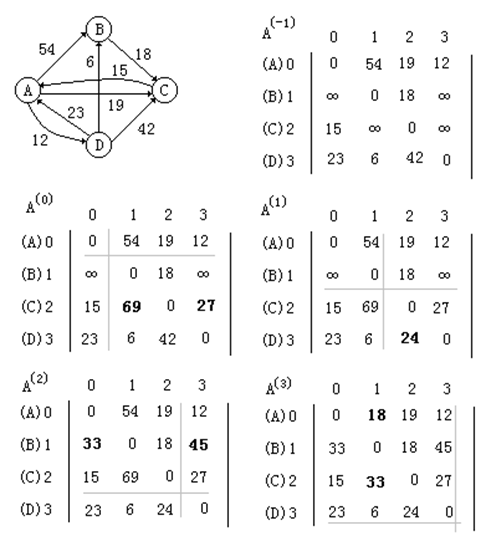 B
54
6
18
15
A
C
23
19
42
12
D
A(-1) 0 1 2 3
(A)0 0 54 19 12
(B)1 ∞ 0 18 ∞
(C)2 15 ∞ 0 ∞
(D)3 23 6 42 0
A(0) 0 1 2 3
(A)0 0 54 19 12
(B)1 ∞ 0 18 ∞
(C)2 15 69 0 27
(D)3 23 6 42 0
A(1) 0 1 2 3
(A)0 0 54 19 12
(B)1 ∞ 0 18 ∞
(C)2 15 69 0 27
(D)3 23 6 24 0
A(2) 0 1 2 3
(A)0 0 54 19 12
(B)1 33 0 18 45
(C)2 15 69 0 27
(D)3 23 6 24 0
A(3) 0 1 2 3
(A)0 0 18 19 12
(B)1 33 0 18 45
(C)2 15 33 0 27
(D)3 23 6 24 0